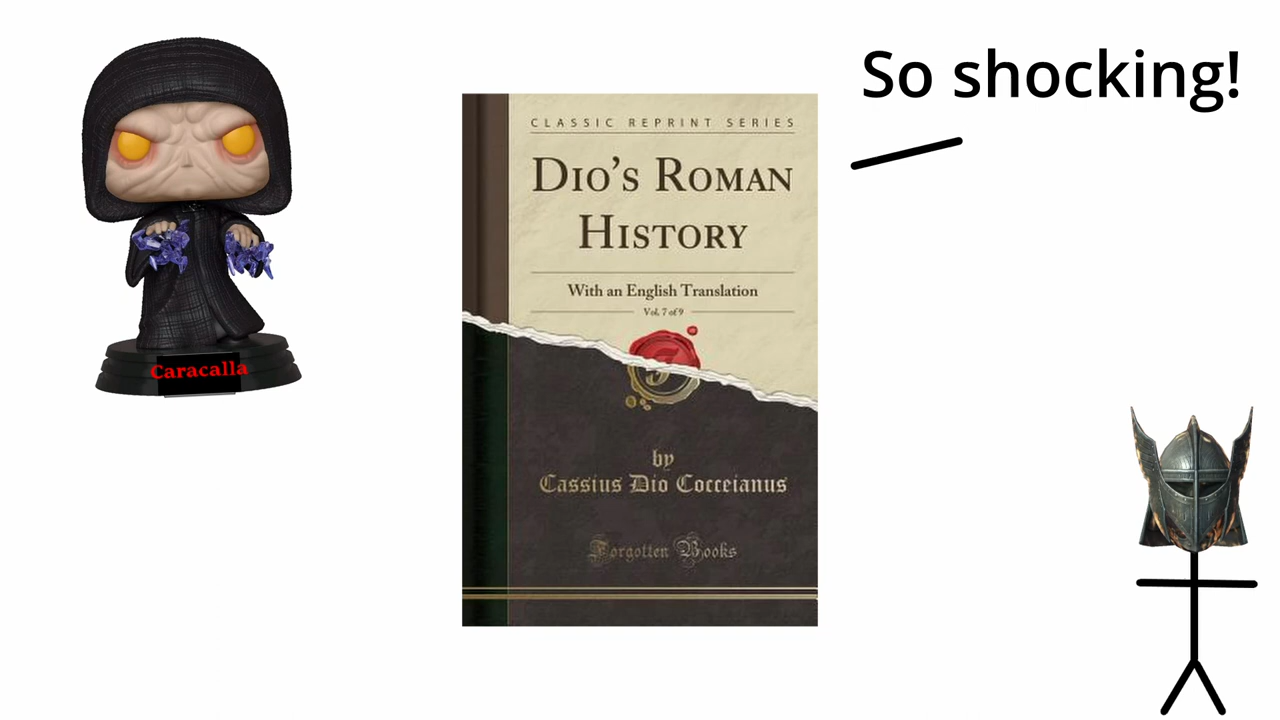 So shocking!
CLASSIC REPRINT SERIES
DIO'S ROMAN
HISTORY
With an English Translation
Vol. 7 of 9
by
Cassius Dio Cocceianus
Forgotten Books
Caracalla